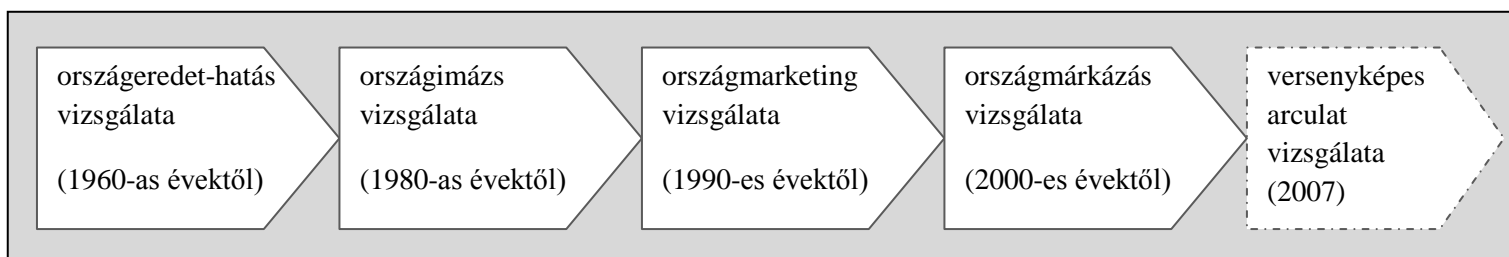 országeredet-hatás
vizsgálata
(1960-as évektől)
országimázs
vizsgálata
(1980-as évektől)
országmarketing
vizsgálata
(1990-es évektől)
országmárkázás
vizsgálata
(2000-es évektől)
versenyképes
arculat
vizsgálata
(2007)